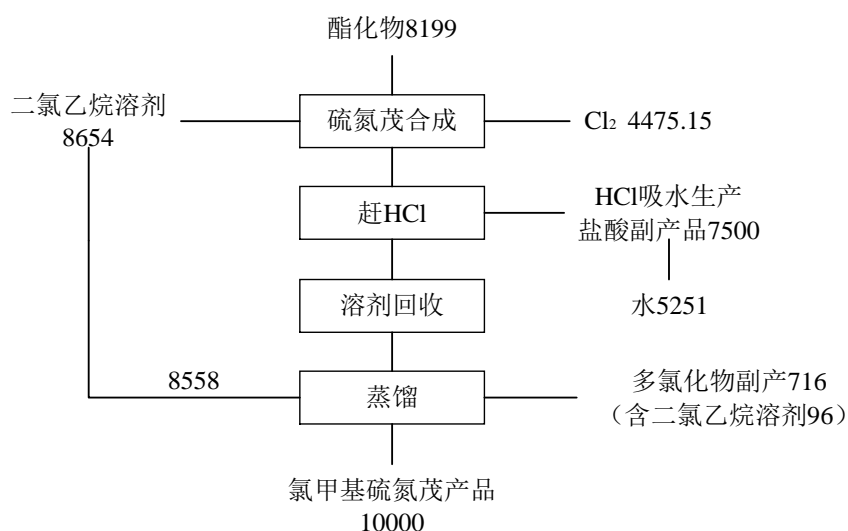 酯化物8199
二氯乙烷溶剂
8654
硫氮茂合成
Cl₂ 4475.15
赶HCl
HCl吸水生产
盐酸副产品7500
溶剂回收
水5251
8558
蒸馏
多氯化物副产716
（含二氯乙烷溶剂96）
氯甲基硫氮茂产品
10000